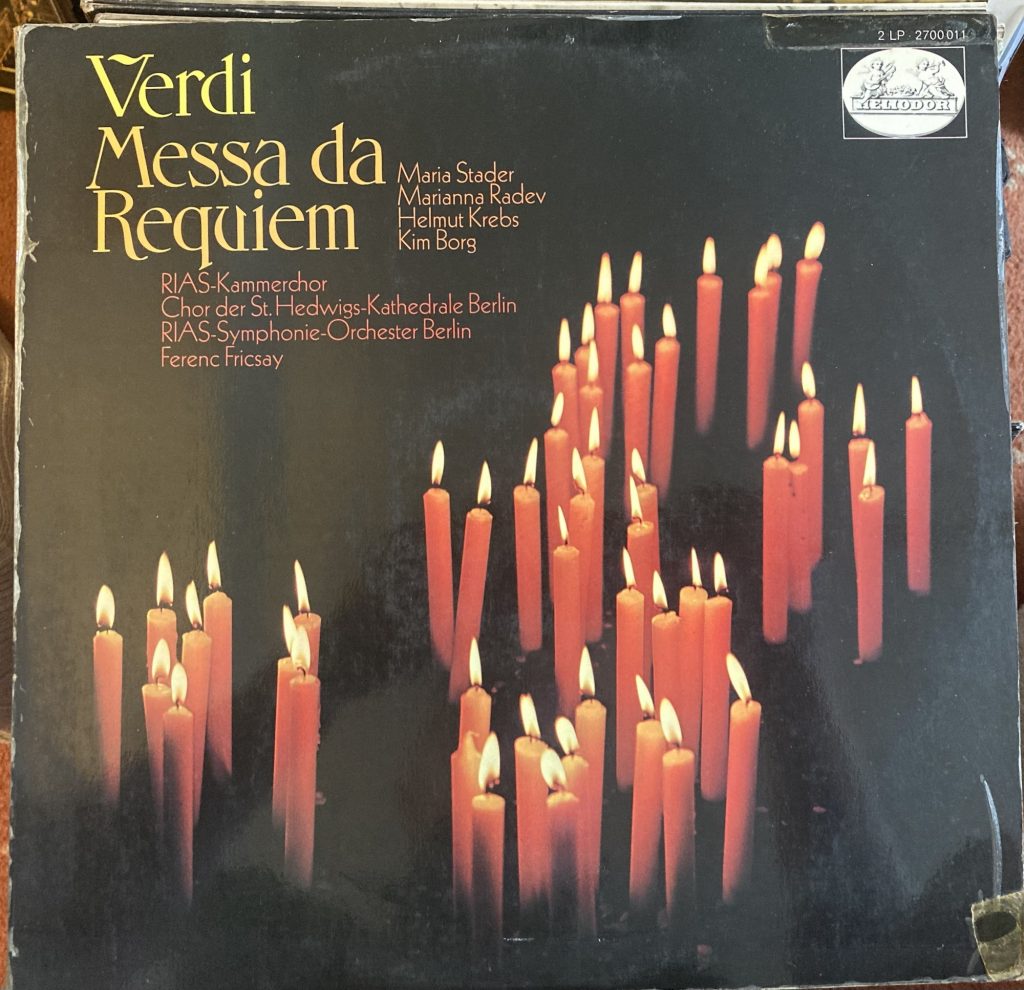 2 LP · 2700 011
HELIODOR
Verdi
Messa da
Requiem
Maria Stader
Marianna Radev
Helmut Krebs
Kim Borg
RIAS-Kammerchor
Chor der St. Hedwigs-Kathedrale Berlin
RIAS-Symphonie-Orchester Berlin
Ferenc Fricsay